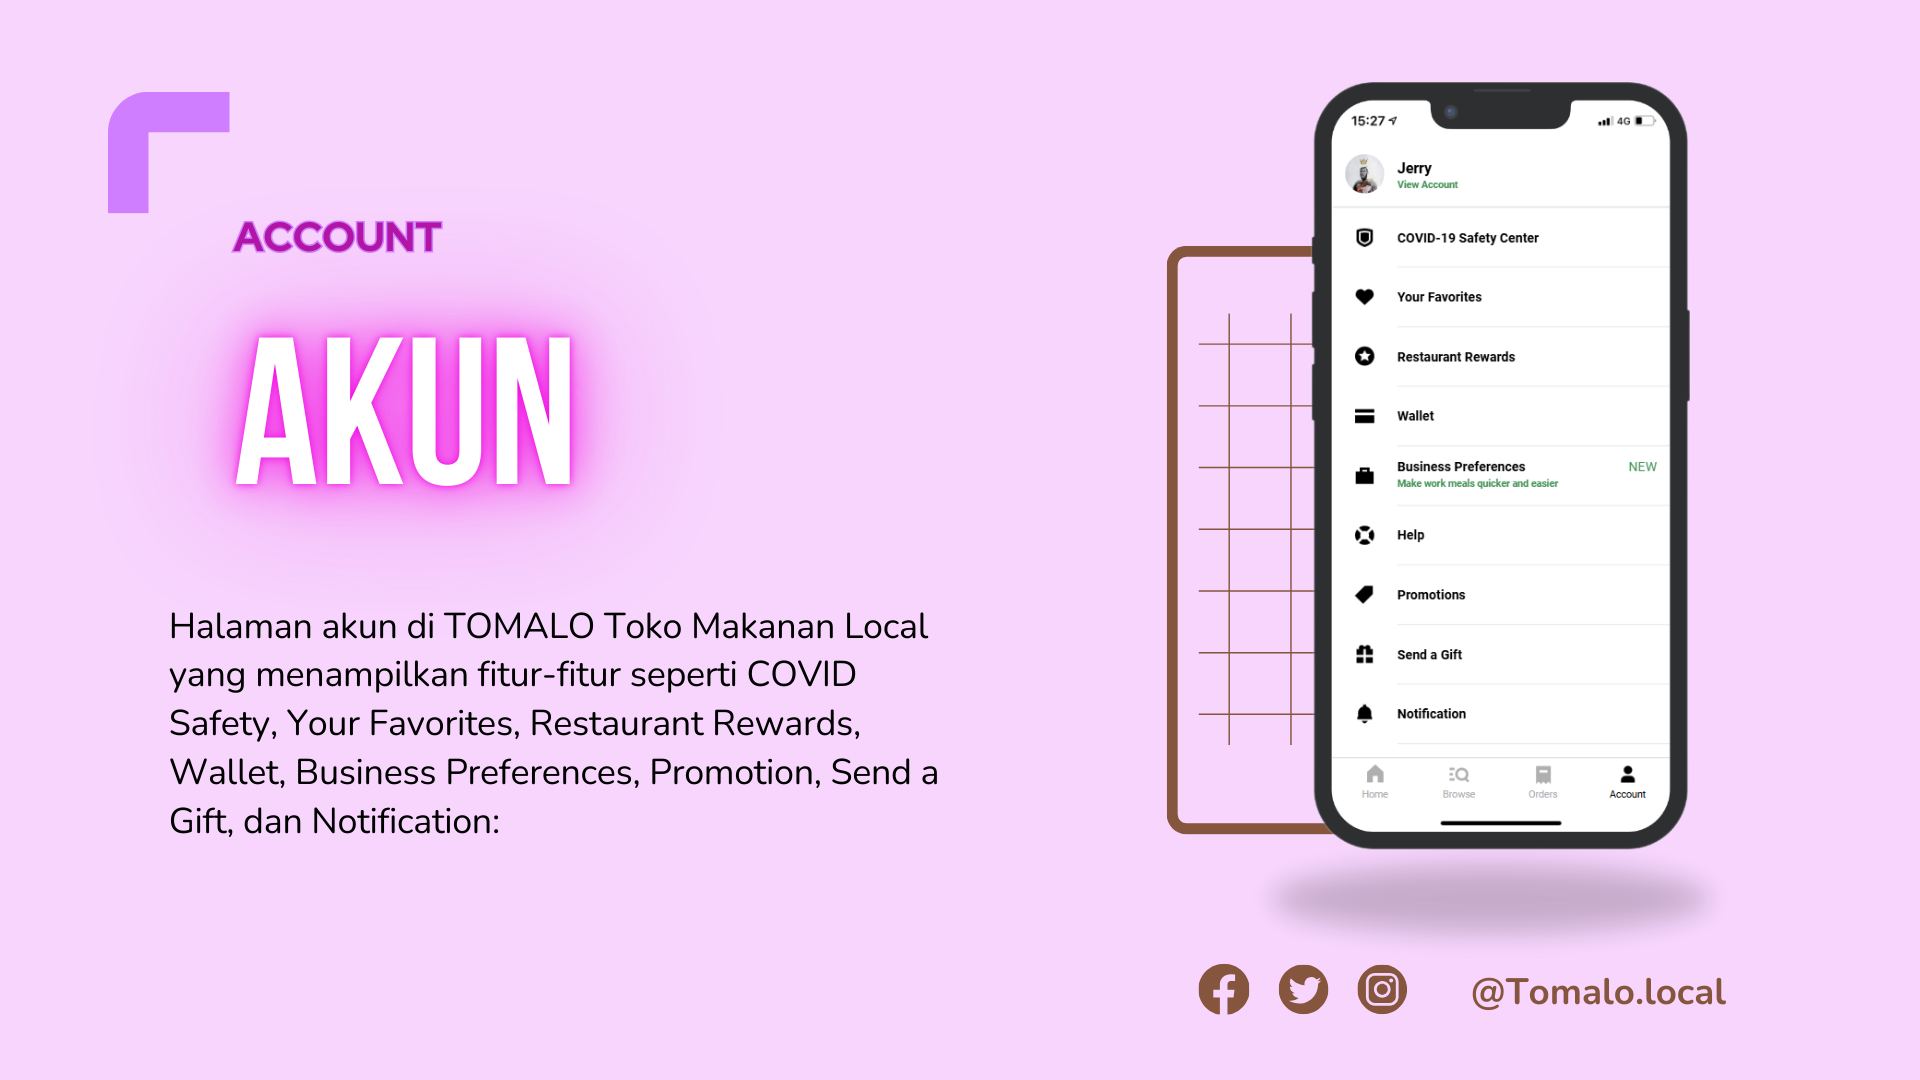 ACCOUNT
AKUN
Halaman akun di TOMALO Toko Makanan Local
yang menampilkan fitur-fitur seperti COVID
Safety, Your Favorites, Restaurant Rewards,
Wallet, Business Preferences, Promotion, Send a
Gift, dan Notification:
15:27
4G
Jerry
View Account
COVID-19 Safety Center
Your Favorites
Restaurant Rewards
Wallet
Business Preferences NEW
Make work meals quicker and easier
Help
Promotions
Send a Gift
Notification
Home Browse Orders Account
@Tomalo.local